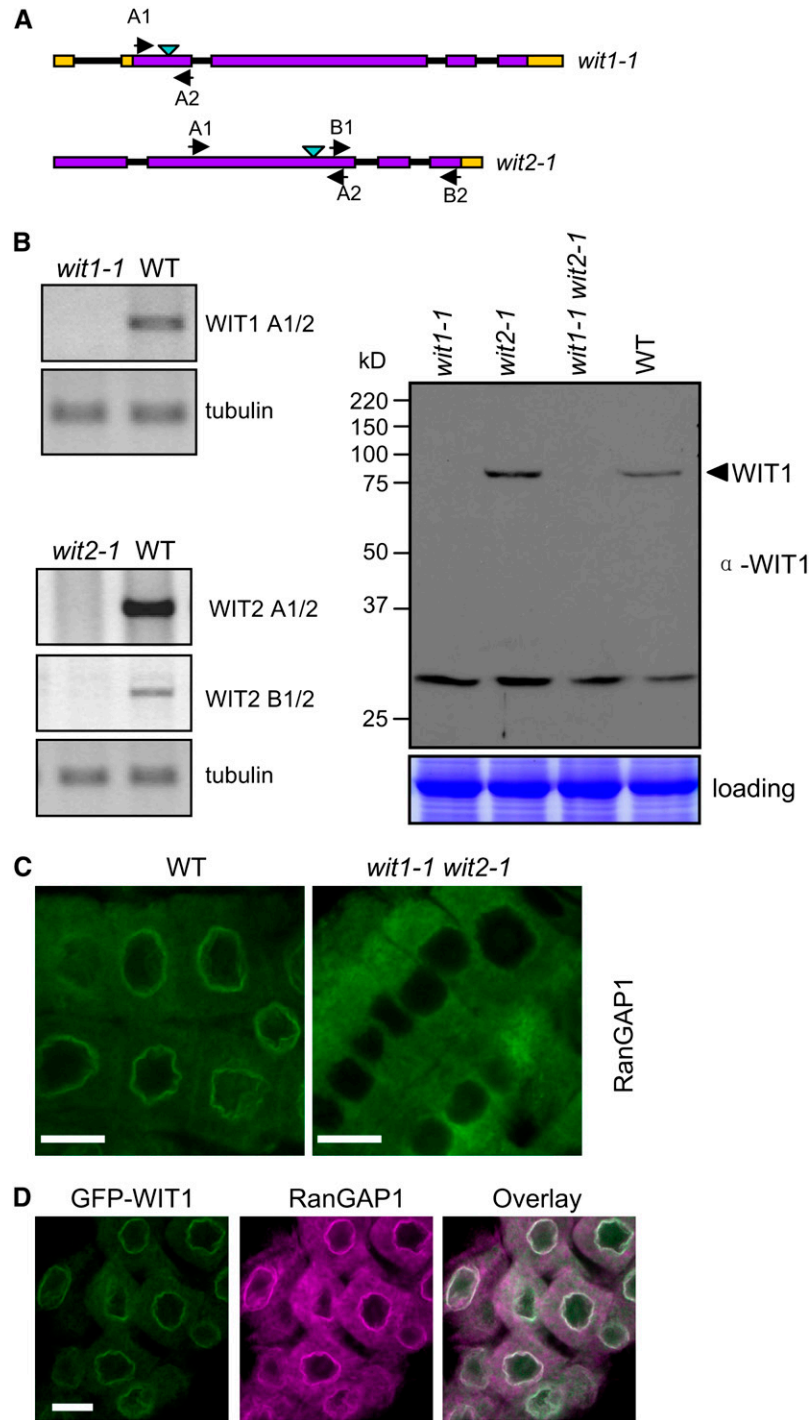 A
A1
wit1-1
A2
A1
B1
wit2-1
A2
B2
B
wit1-1 WT
WIT1 A1/2
tubulin
wit2-1 WT
WIT2 A1/2
WIT2 B1/2
tubulin
wit1-1
wit2-1
wit1-1 wit2-1
WT
kD
220
150
100
75
50
37
25
WIT1
α-WIT1
loading
C
WT
wit1-1 wit2-1
RanGAP1
D
GFP-WIT1
RanGAP1
Overlay